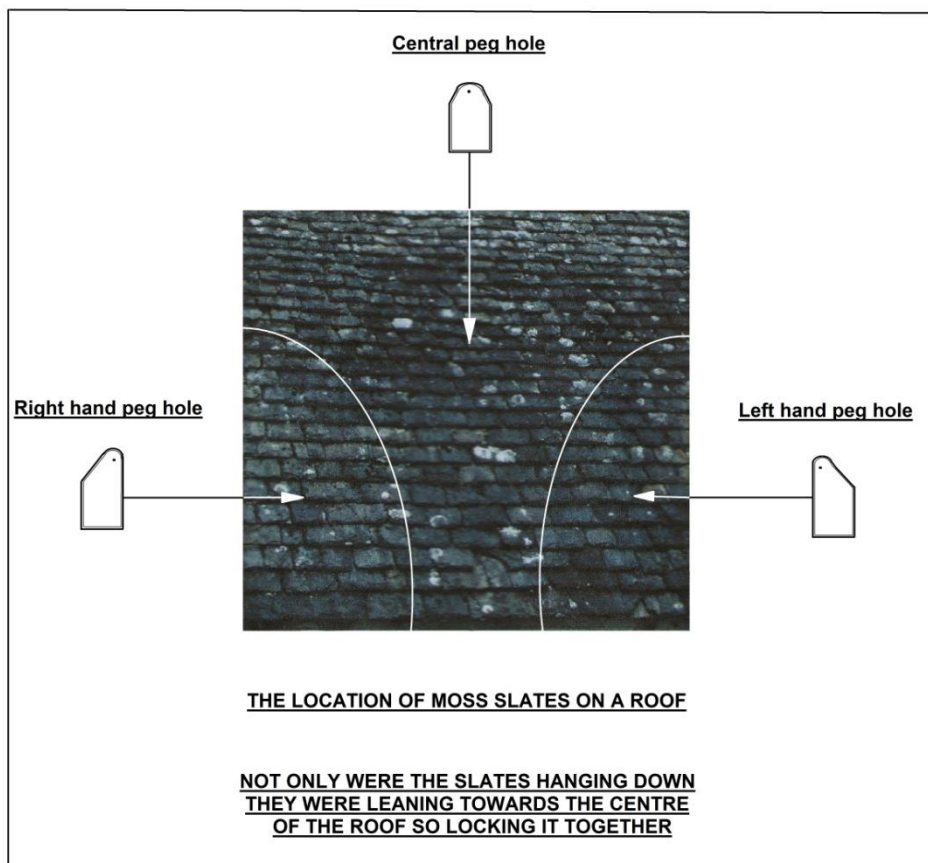 Central peg hole
Right hand peg hole
Left hand peg hole
THE LOCATION OF MOSS SLATES ON A ROOF
NOT ONLY WERE THE SLATES HANGING DOWN
THEY WERE LEANING TOWARDS THE CENTRE
OF THE ROOF SO LOCKING IT TOGETHER